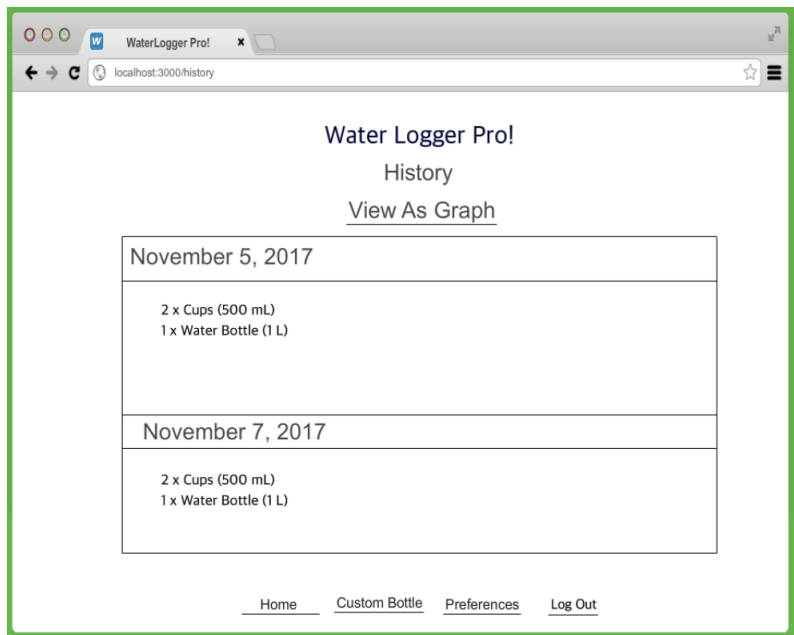 W WaterLogger Pro! x
localhost:3000/history
Water Logger Pro!
History
View As Graph
November 5, 2017
2 x Cups (500 mL)
1 x Water Bottle (1 L)
November 7, 2017
2 x Cups (500 mL)
1 x Water Bottle (1 L)
Home Custom Bottle Preferences Log Out